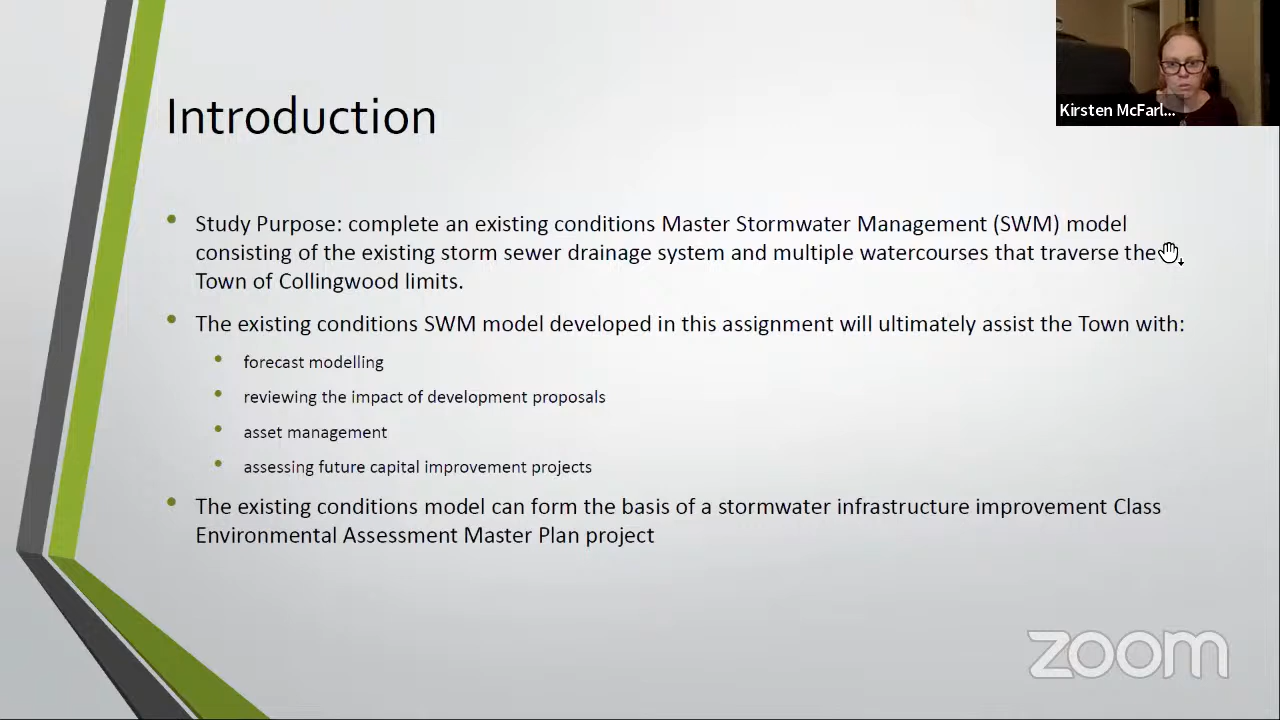 Kirsten McFarl...
Introduction
• Study Purpose: complete an existing conditions Master Stormwater Management (SWM) model
consisting of the existing storm sewer drainage system and multiple watercourses that traverse the
Town of Collingwood limits.
• The existing conditions SWM model developed in this assignment will ultimately assist the Town with:
• forecast modelling
• reviewing the impact of development proposals
• asset management
• assessing future capital improvement projects
• The existing conditions model can form the basis of a stormwater infrastructure improvement Class
Environmental Assessment Master Plan project
zoom